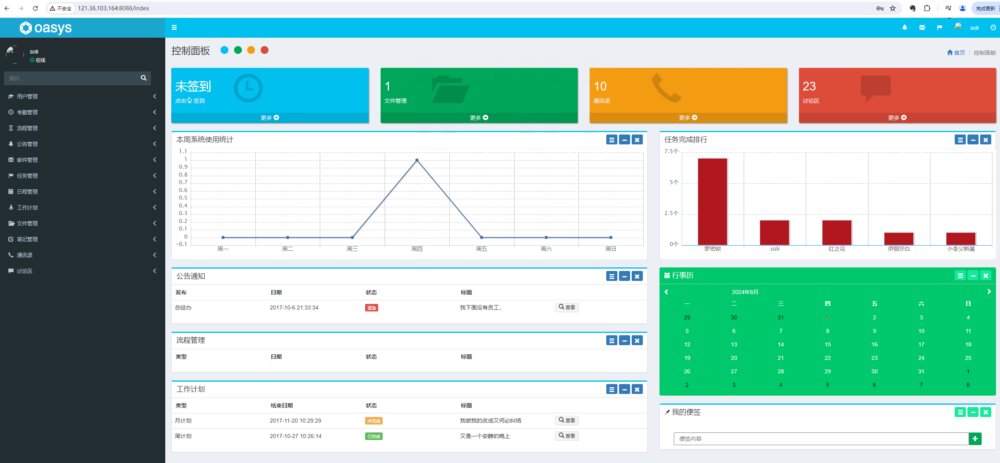 不安全 121.36.103.164:8088/index 完成更新
oasys
soli
soli
在线
查找...
用户管理
考勤管理
流程管理
公告管理
邮件管理
任务管理
日程管理
工作计划
文件管理
笔记管理
通讯录
讨论区
控制面板
首页 / 控制面板
未签到
点击 签到
更多
1
文件管理
更多
10
通讯录
更多
23
讨论区
更多
本周系统使用统计
1.1
1
0.9
0.8
0.7
0.6
0.5
0.4
0.3
0.2
0.1
0
-0.1
周一 周二 周三 周四 周五 周六 周日
任务完成排行
7.5个
5个
2.5个
0个
罗密欧 soli 红之花 伊丽莎白 小李父斯基
公告通知
发布 日期 状态 标题
总经办 2017-10-6 21:33:34 紧急 我下面没有员工, 查看
流程管理
类型 日期 状态 标题
工作计划
类型 结束日期 状态 标题
月计划 2017-11-20 10:29:29 未完成 我做我的改成又何必纠结 查看
周计划 2017-10-27 10:26:14 已完成 又是一个安静的晚上 查看
行事历
2024年8月
一 二 三 四 五 六 日
29 30 31 1 2 3 4
5 6 7 8 9 10 11
12 13 14 15 16 17 18
19 20 21 22 23 24 25
26 27 28 29 30 31 1
2 3 4 5 6 7 8
我的便签
便签内容